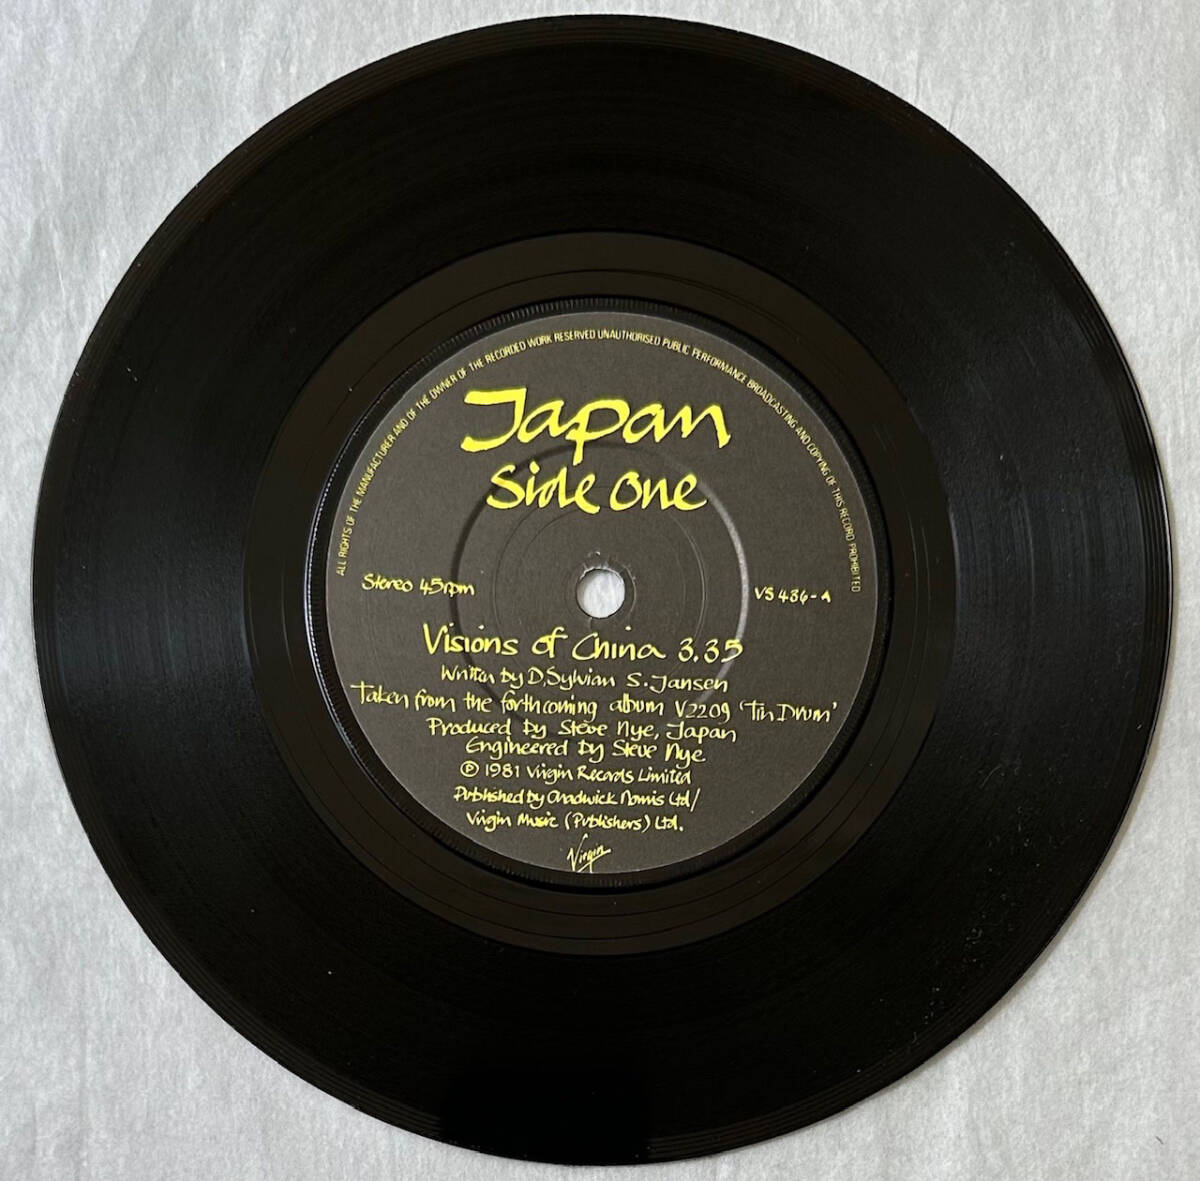 ALL RIGHTS OF THE MANUFACTURER AND OF THE OWNER OF THE RECORDED WORK RESERVED UNAUTHORISED PUBLIC PERFORMANCE BROADCASTING AND COPYING OF THIS RECORD PROHIBITED
Japan
Side One
Stereo 45rpm
VS 436-A
Visions of China 3.35
Written by D, Sylvian S. Jansen
Taken from the forthcoming album V2209 'Tin Drum'
Produced by Steve Nye, Japan
Engineered by Steve Nye
℗ 1981 Virgin Records Limited
Published by Chadwick Nomis Ltd/
Virgin Music (Publishers) Ltd.
Virgin